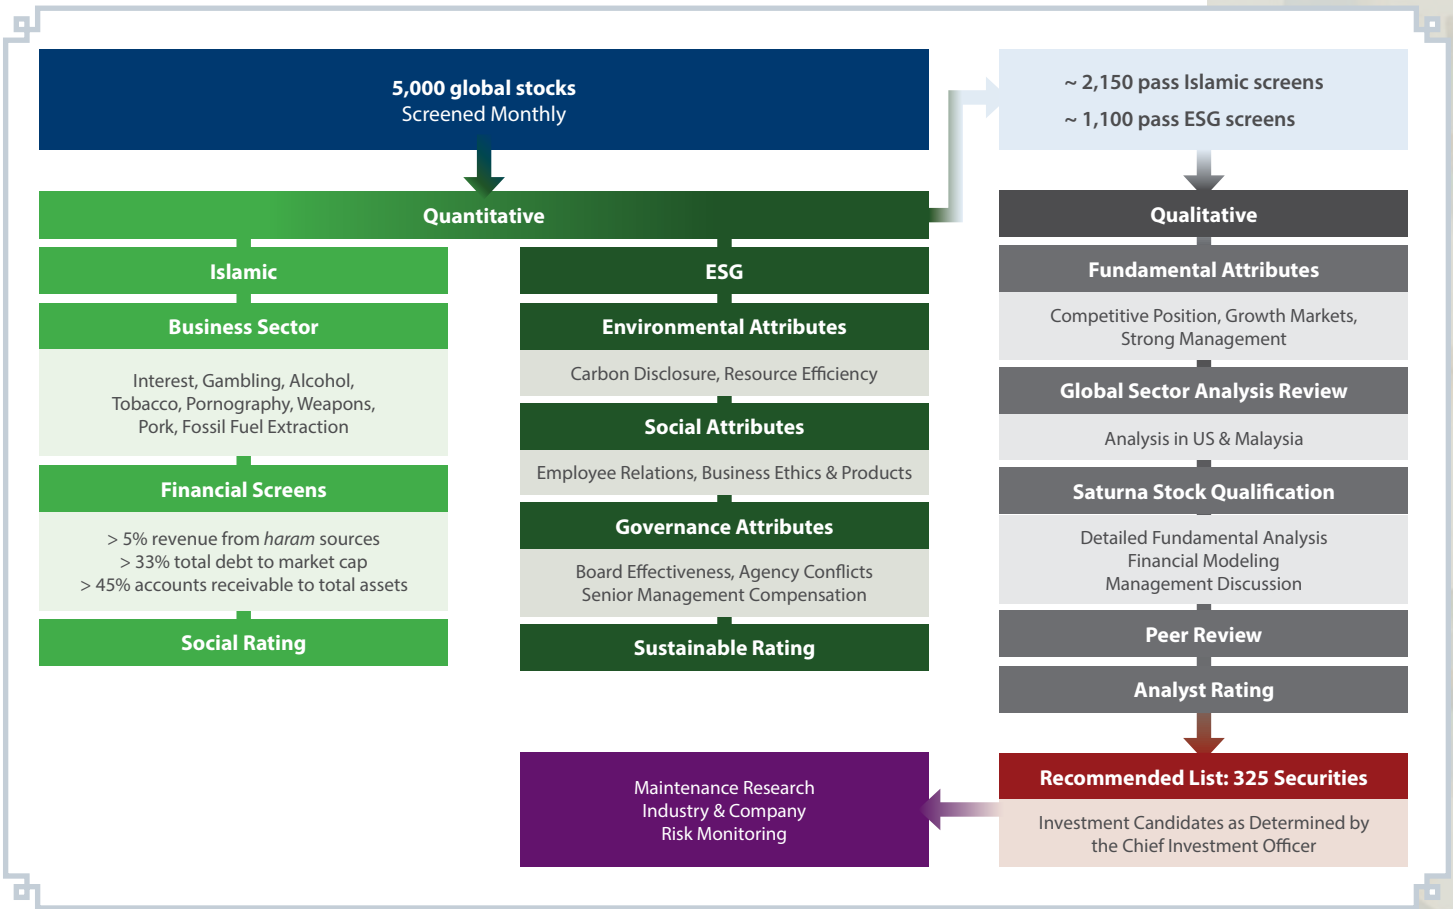 5,000 global stocks
Screened Monthly
Quantitative
Islamic
Business Sector
Interest, Gambling, Alcohol,
Tobacco, Pornography, Weapons,
Pork, Fossil Fuel Extraction
Financial Screens
> 5% revenue from haram sources
> 33% total debt to market cap
> 45% accounts receivable to total assets
Social Rating
ESG
Environmental Attributes
Carbon Disclosure, Resource Efficiency
Social Attributes
Employee Relations, Business Ethics & Products
Governance Attributes
Board Effectiveness, Agency Conflicts
Senior Management Compensation
Sustainable Rating
~ 2,150 pass Islamic screens
~ 1,100 pass ESG screens
Qualitative
Fundamental Attributes
Competitive Position, Growth Markets,
Strong Management
Global Sector Analysis Review
Analysis in US & Malaysia
Saturna Stock Qualification
Detailed Fundamental Analysis
Financial Modeling
Management Discussion
Peer Review
Analyst Rating
Recommended List: 325 Securities
Investment Candidates as Determined by
the Chief Investment Officer
Maintenance Research
Industry & Company
Risk Monitoring